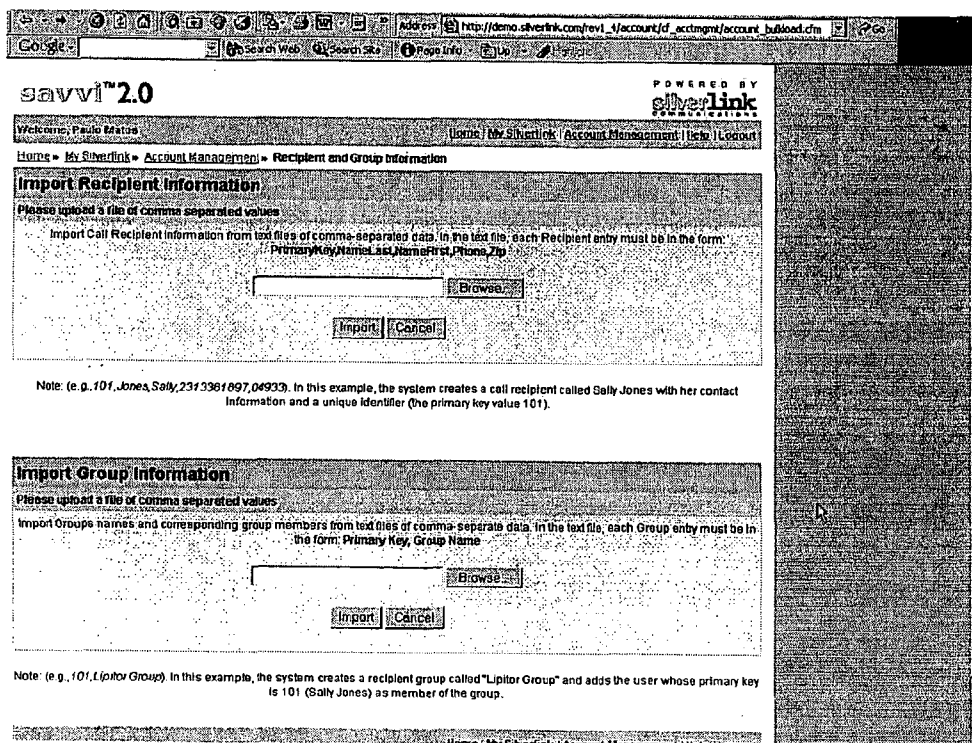 Address http://demo.silverlink.com/rev1_4/account/cf_acctmgmt/account_bulkload.cfm Go
Google Search Web Search Site Page Info Up
savvi™2.0
POWERED BY
silverlink
communications
Welcome, Paulo Matos
Home | My Silverlink | Account Management | Help | Logout
Home » My Silverlink » Account Management » Recipient and Group Information
Import Recipient Information
Please upload a file of comma separated values
Import Call Recipient Information from text files of comma-separated data. In the text file, each Recipient entry must be in the form:
PrimaryKey,NameLast,NameFirst,Phone,Zip
Browse...
Import Cancel
Note: (e.g., 101,Jones,Sally,2313381897,04933). In this example, the system creates a call recipient called Sally Jones with her contact
Information and a unique identifier (the primary key value 101).
Import Group Information
Please upload a file of comma separated values
Import Groups names and corresponding group members from text files of comma-separate data. In the text file, each Group entry must be in
the form: Primary Key, Group Name
Browse...
Import Cancel
Note: (e.g., 101,Lipitor Group). In this example, the system creates a recipient group called "Lipitor Group" and adds the user whose primary key
is 101 (Sally Jones) as member of the group.